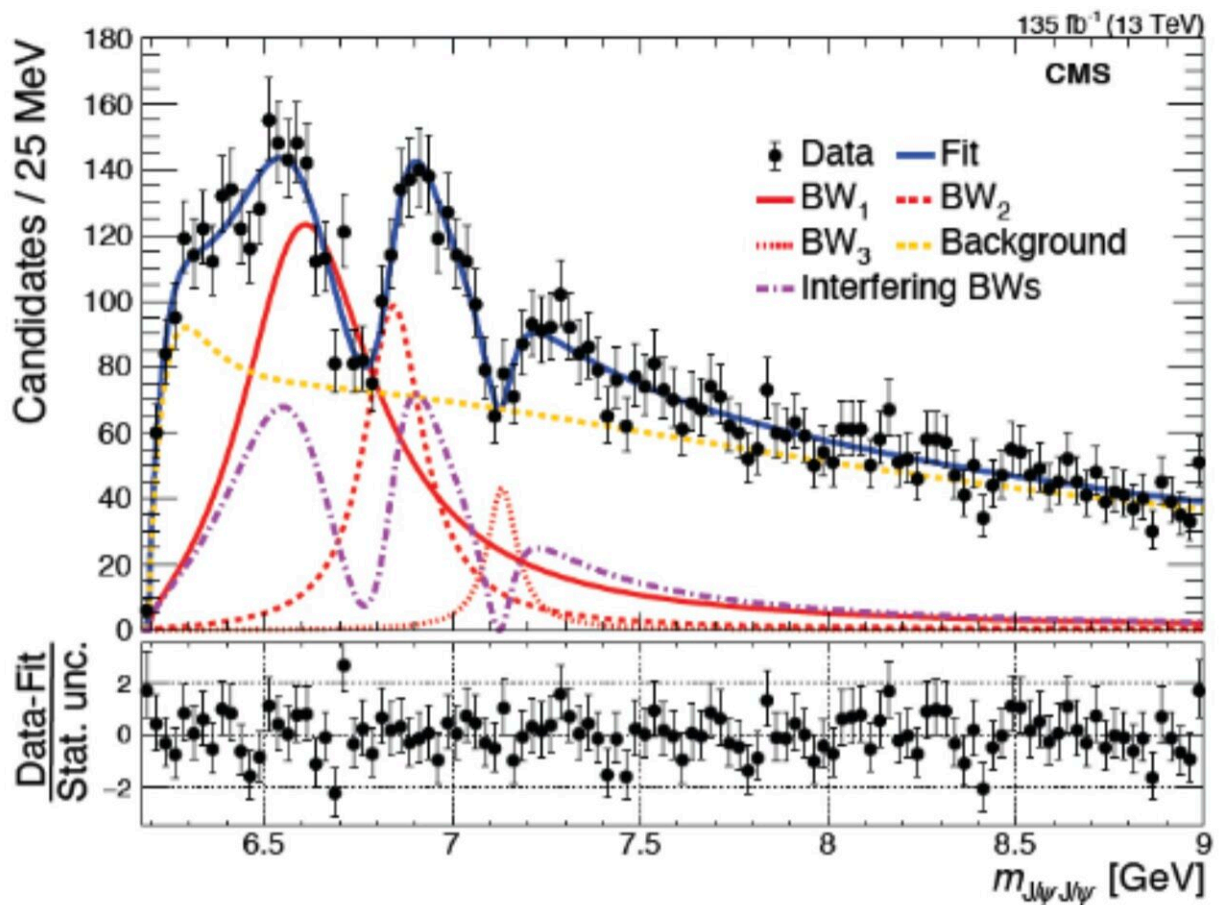 135 fb⁻¹ (13 TeV)
CMS
Candidates / 25 MeV
180
160
140
120
100
80
60
40
20
0
Data
Fit
BW₁
BW₂
BW₃
Background
Interfering BWs
Data-Fit
Stat. unc.
2
0
−2
6.5 7 7.5 8 8.5 9
m_J/ψJ/ψ [GeV]